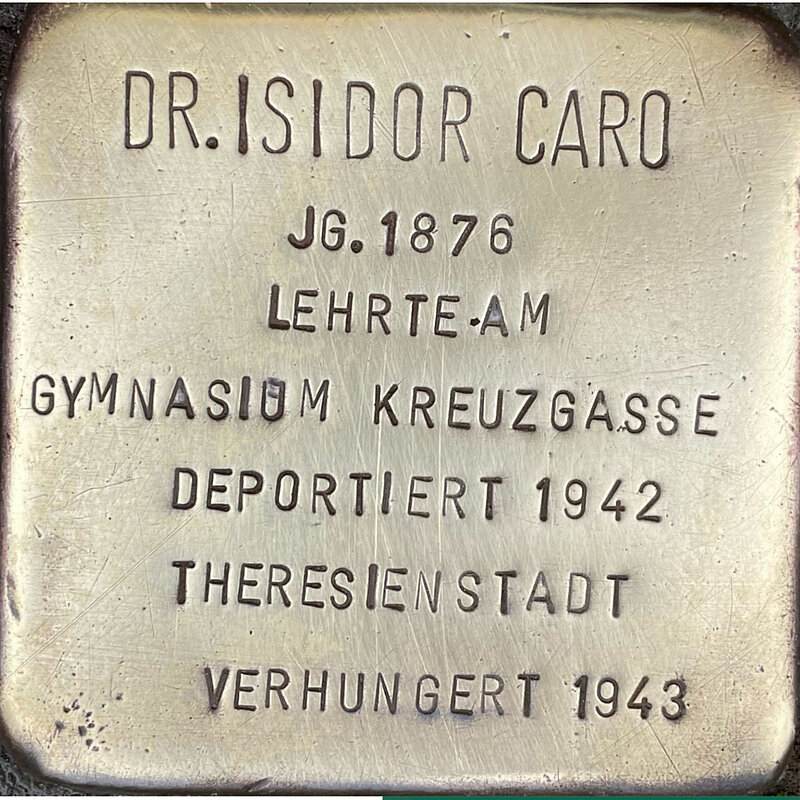 DR. ISIDOR CARO
JG. 1876
LEHRTE AM
GYMNASIUM KREUZGASSE
DEPORTIERT 1942
THERESIENSTADT
VERHUNGERT 1943